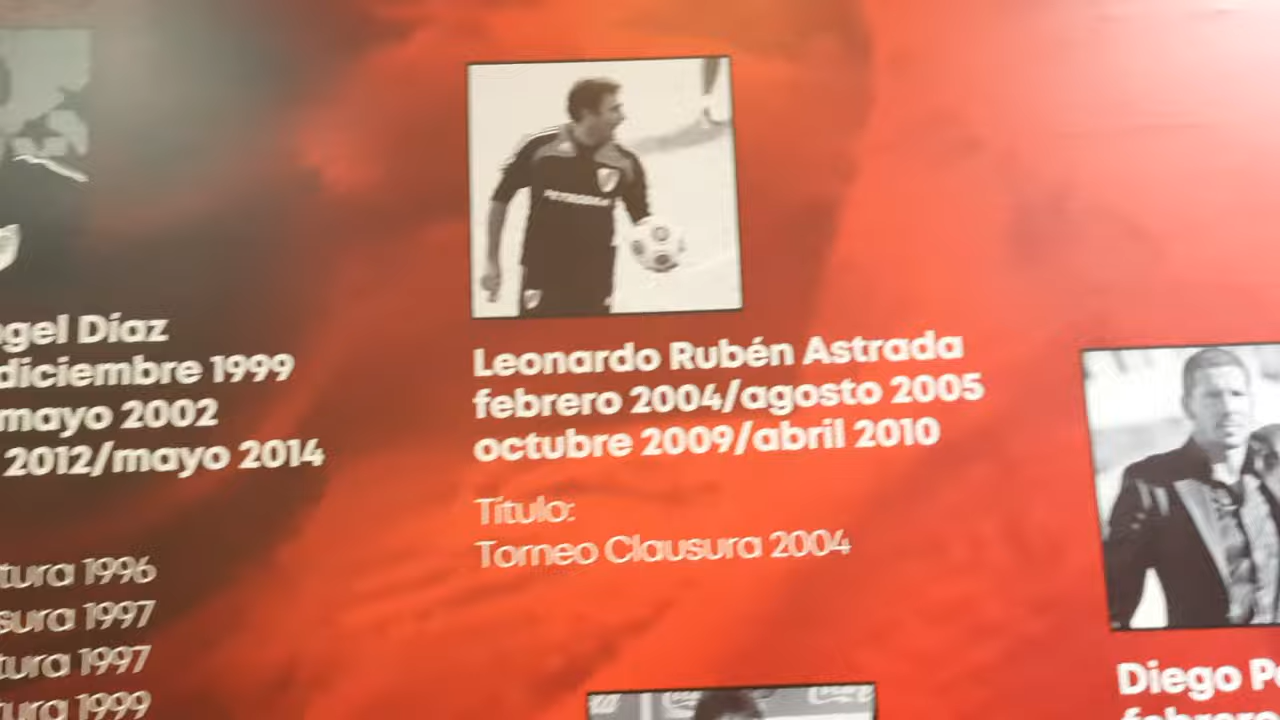 ngel Díaz
diciembre 1999
mayo 2002
2012/mayo 2014
tura 1996
sura 1997
tura 1997
tura 1999
Leonardo Rubén Astrada
febrero 2004/agosto 2005
octubre 2009/abril 2010
Título:
Torneo Clausura 2004
Diego